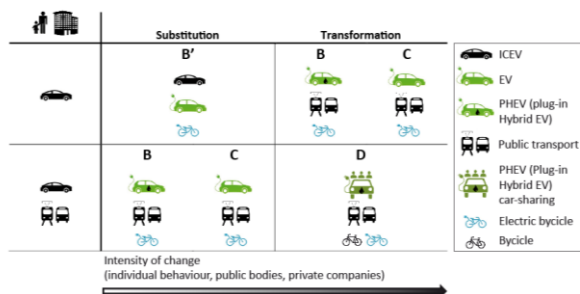 Substitution
Transformation
B'
B
C
B
C
D
Intensity of change
(individual behaviour, public bodies, private companies)
ICEV
EV
PHEV (plug-in
Hybrid EV)
Public transport
PHEV (Plug-in
Hybrid EV)
car-sharing
Electric bycicle
Bycicle